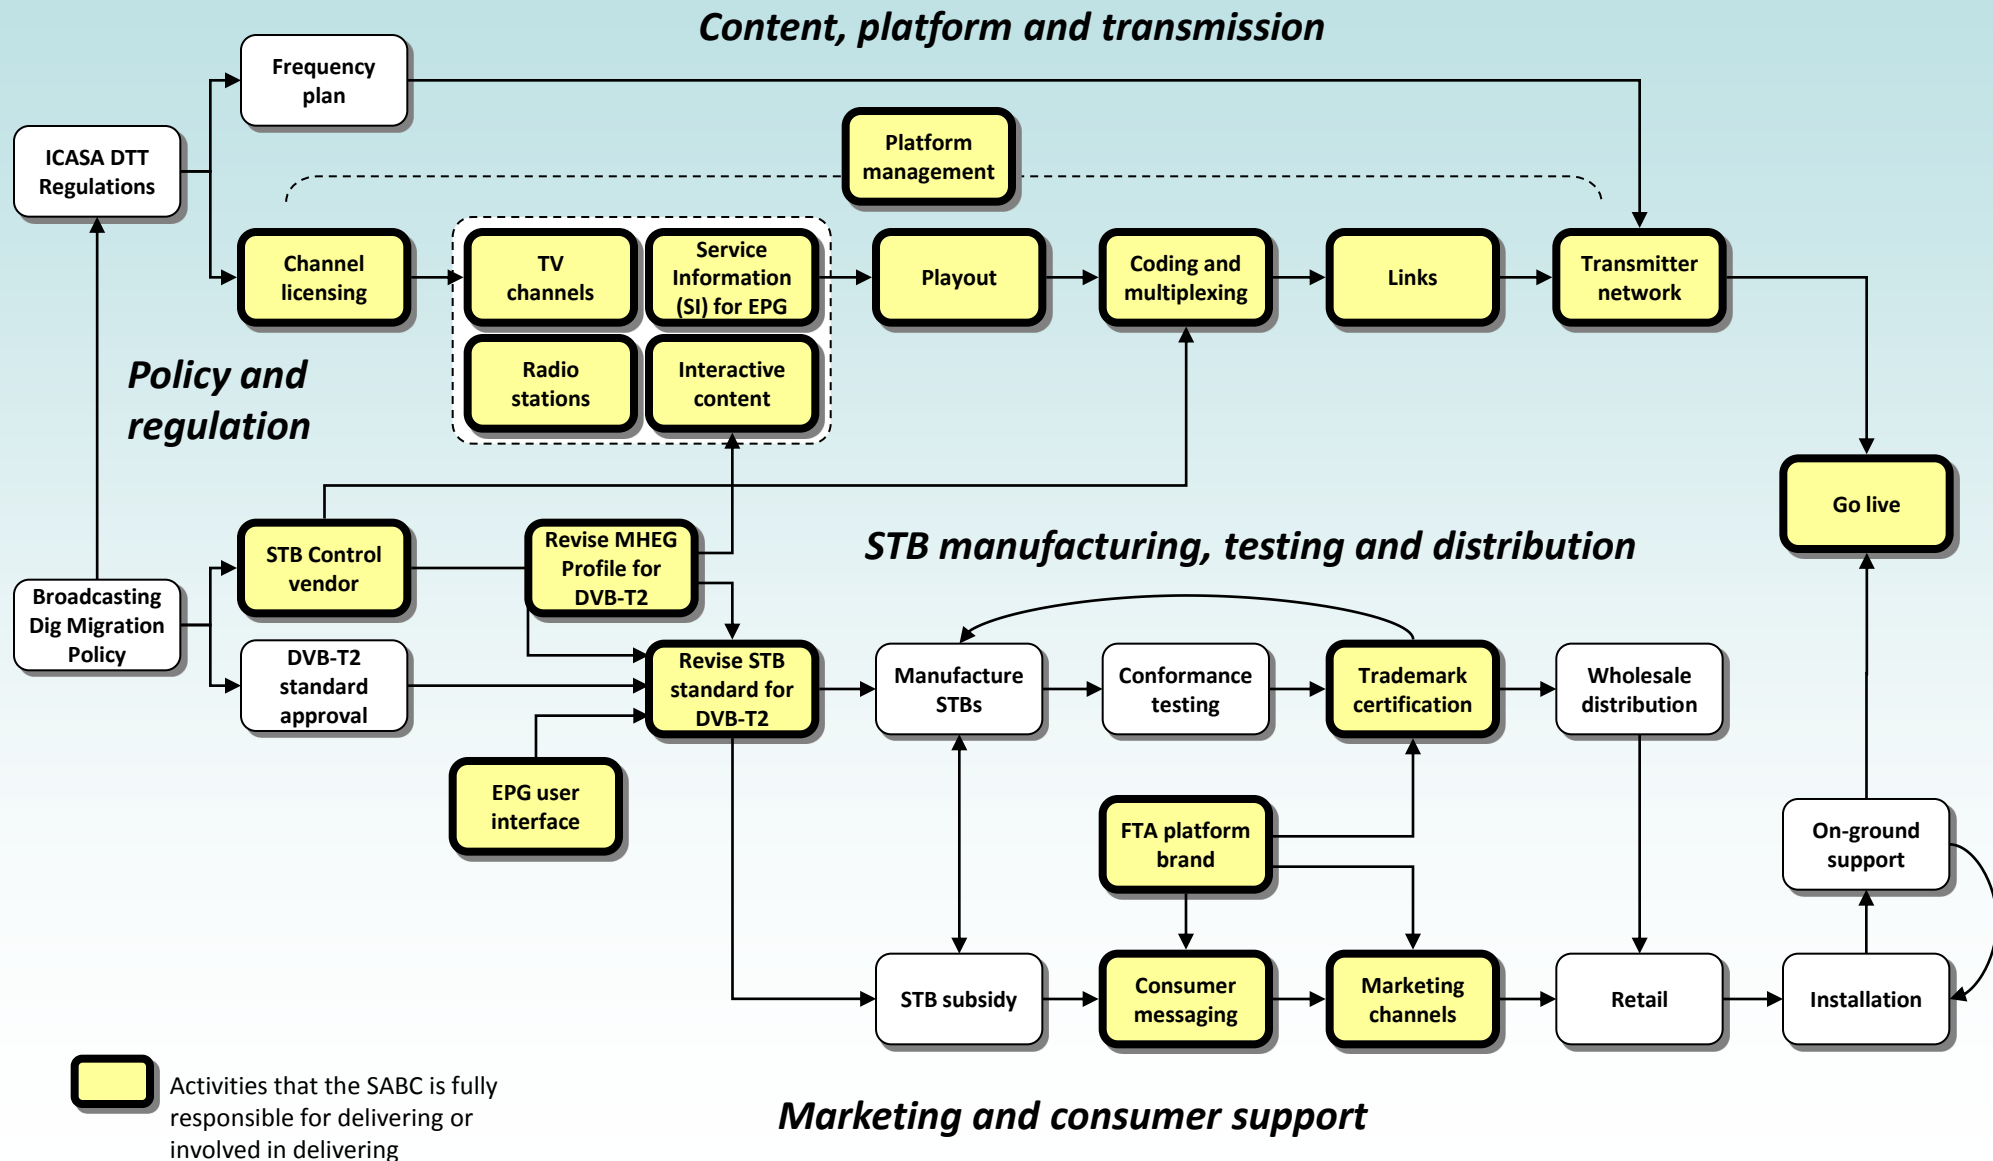 Content, platform and transmission
Frequency
plan
Platform
management
ICASA DTT
Regulations
Channel
licensing
TV
channels
Service
Information
(SI) for EPG
Playout
Coding and
multiplexing
Links
Transmitter
network
Radio
stations
Interactive
content
Policy and
regulation
Go live
STB Control
vendor
Revise MHEG
Profile for
DVB-T2
STB manufacturing, testing and distribution
Broadcasting
Dig Migration
Policy
DVB-T2
standard
approval
Revise STB
standard for
DVB-T2
Manufacture
STBs
Conformance
testing
Trademark
certification
Wholesale
distribution
EPG user
interface
FTA platform
brand
On-ground
support
STB subsidy
Consumer
messaging
Marketing
channels
Retail
Installation
Activities that the SABC is fully
responsible for delivering or
involved in delivering
Marketing and consumer support